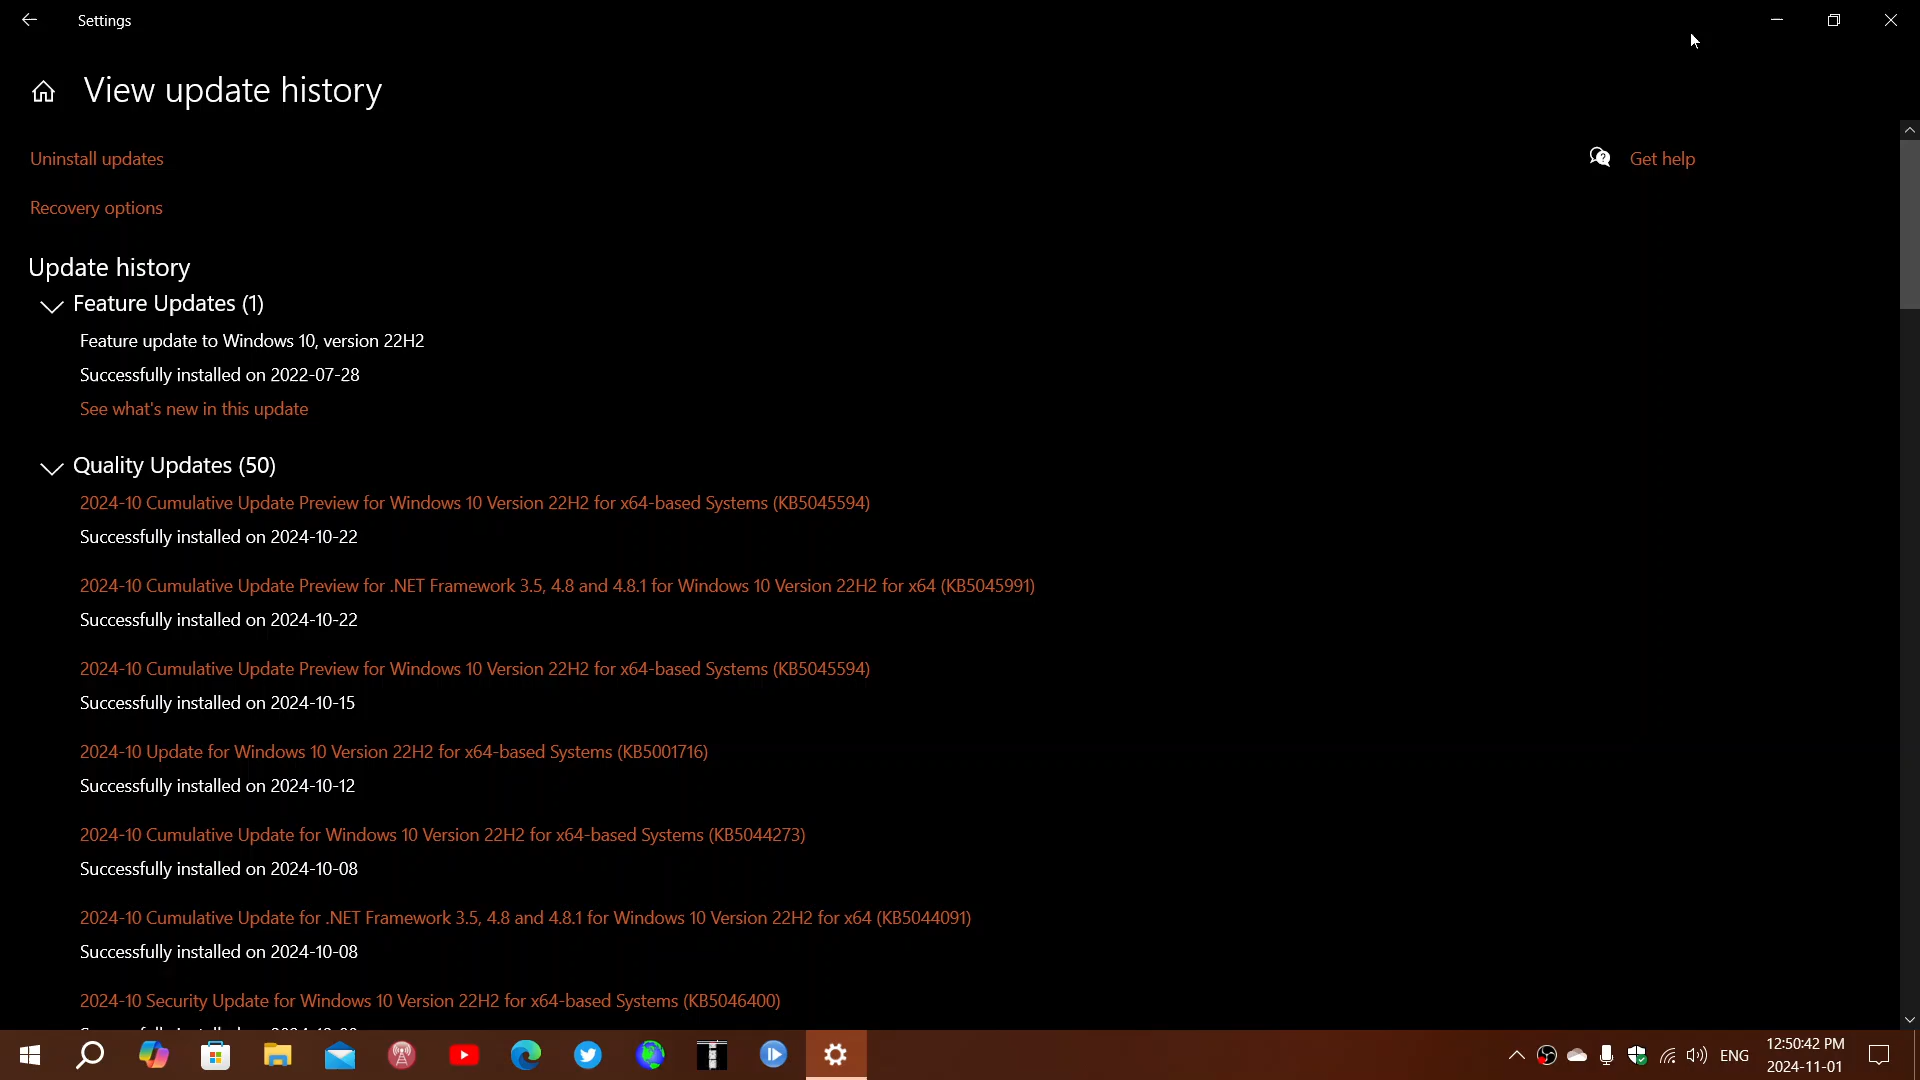 Settings
View update history
Uninstall updates
Get help
Recovery options
Update history
Feature Updates (1)
Feature update to Windows 10, version 22H2
Successfully installed on 2022-07-28
See what's new in this update
Quality Updates (50)
2024-10 Cumulative Update Preview for Windows 10 Version 22H2 for x64-based Systems (KB5045594)
Successfully installed on 2024-10-22
2024-10 Cumulative Update Preview for .NET Framework 3.5, 4.8 and 4.8.1 for Windows 10 Version 22H2 for x64 (KB5045991)
Successfully installed on 2024-10-22
2024-10 Cumulative Update Preview for Windows 10 Version 22H2 for x64-based Systems (KB5045594)
Successfully installed on 2024-10-15
2024-10 Update for Windows 10 Version 22H2 for x64-based Systems (KB5001716)
Successfully installed on 2024-10-12
2024-10 Cumulative Update for Windows 10 Version 22H2 for x64-based Systems (KB5044273)
Successfully installed on 2024-10-08
2024-10 Cumulative Update for .NET Framework 3.5, 4.8 and 4.8.1 for Windows 10 Version 22H2 for x64 (KB5044091)
Successfully installed on 2024-10-08
2024-10 Security Update for Windows 10 Version 22H2 for x64-based Systems (KB5046400)
ENG
12:50:42 PM
2024-11-01